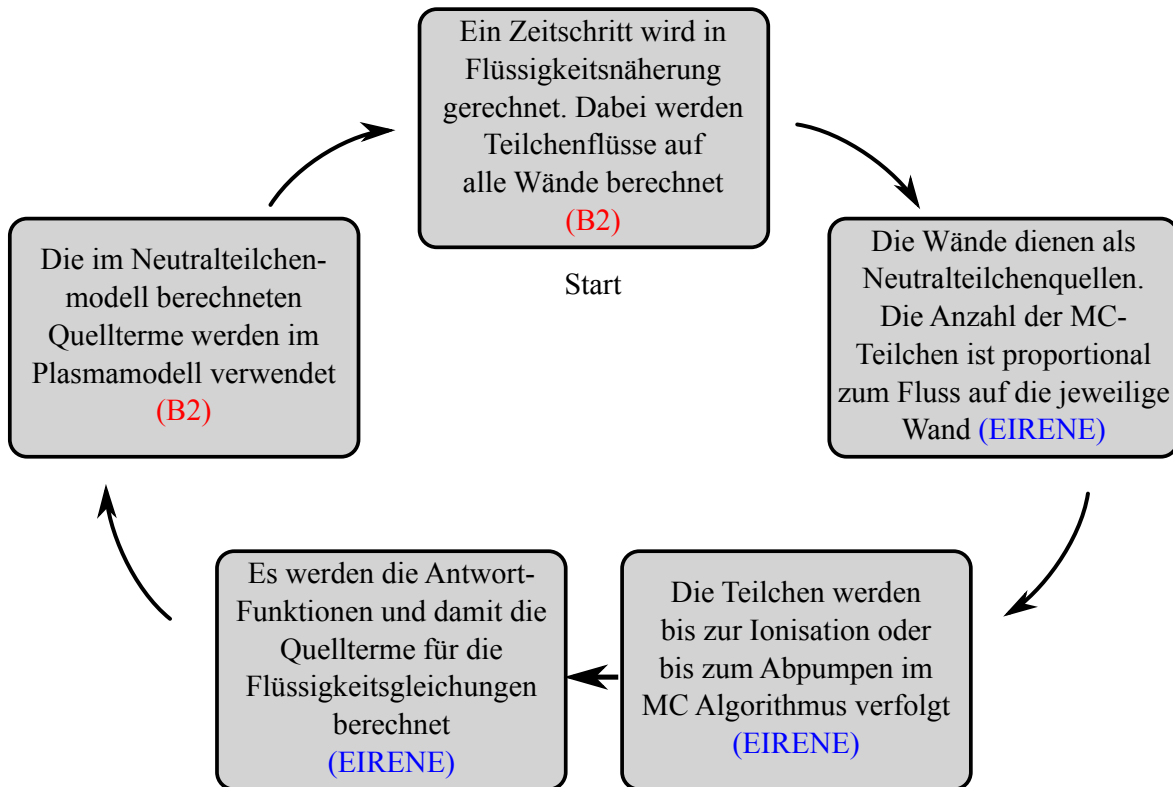 Ein Zeitschritt wird in
Flüssigkeitsnäherung
gerechnet. Dabei werden
Teilchenflüsse auf
alle Wände berechnet
(B2)
Start
Die Wände dienen als
Neutralteilchenquellen.
Die Anzahl der MC-
Teilchen ist proportional
zum Fluss auf die jeweilige
Wand (EIRENE)
Die Teilchen werden
bis zur Ionisation oder
bis zum Abpumpen im
MC Algorithmus verfolgt
(EIRENE)
Es werden die Antwort-
Funktionen und damit die
Quellterme für die
Flüssigkeitsgleichungen
berechnet
(EIRENE)
Die im Neutralteilchen-
modell berechneten
Quellterme werden im
Plasmamodell verwendet
(B2)